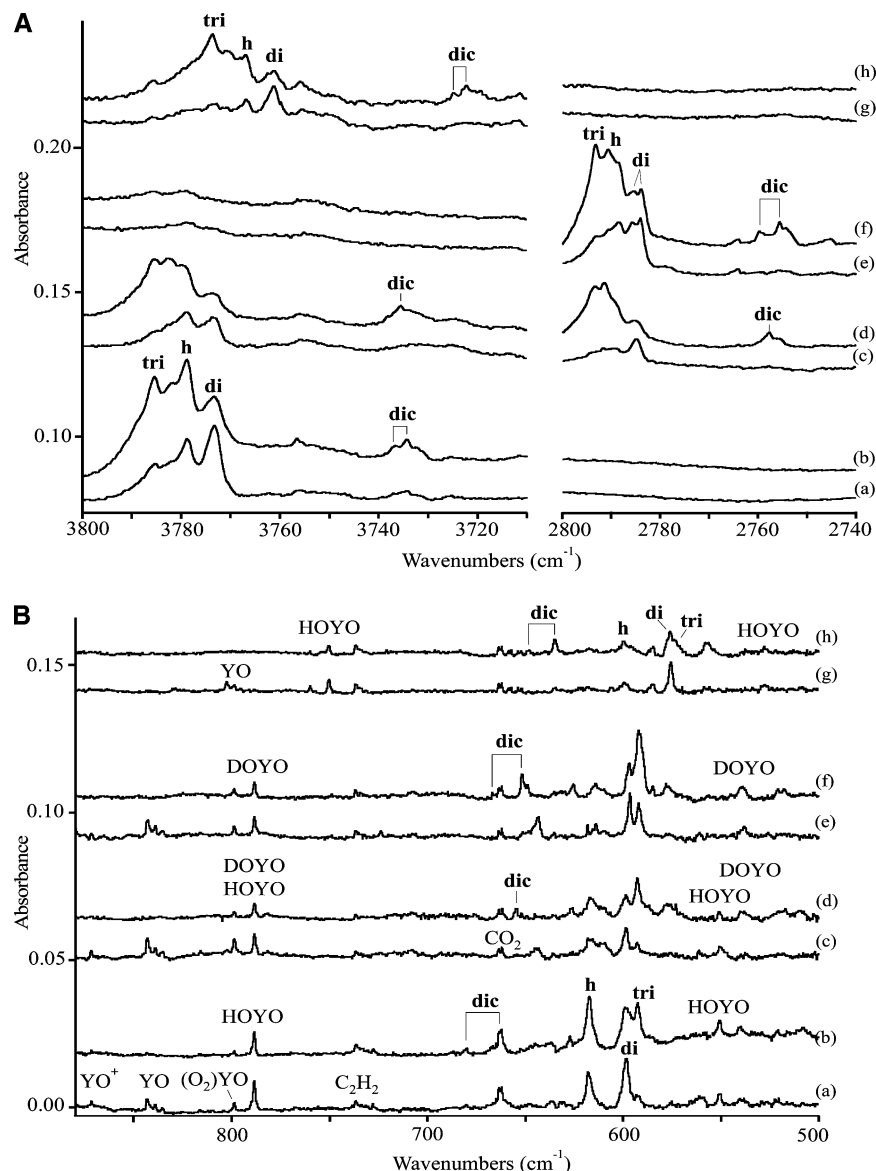 A
tri
h
di
dic
(h)
(g)
0.20
tri
h
di
dic
(f)
(e)
Absorbance
0.15
dic
dic
(d)
(c)
tri
h
di
dic
0.10
(b)
(a)
3800 3780 3760 3740 3720 2800 2780 2760 2740
Wavenumbers (cm-1)
B
HOYO
dic
h
di
tri
HOYO
(h)
0.15
YO
(g)
dic
DOYO
DOYO
(f)
0.10
(e)
Absorbance
DOYO
HOYO
dic
DOYO
HOYO
(d)
CO2
(c)
0.05
HOYO
dic
h
tri
HOYO
(b)
di
YO+ YO (O2)YO C2H2
(a)
0.00
800 700 600 500
Wavenumbers (cm-1)